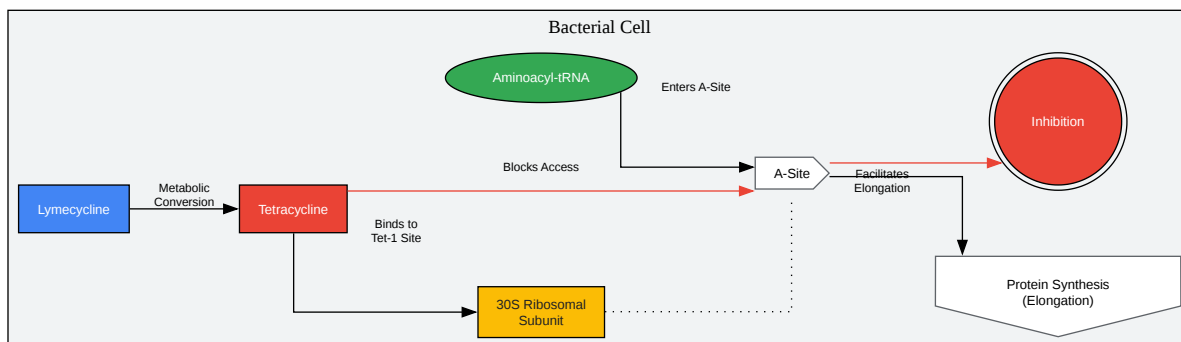 Bacterial Cell
Aminoacyl-tRNA
Enters A-Site
Inhibition
Blocks Access
A-Site
Facilitates
Elongation
Metabolic
Conversion
Lymecycline
Tetracycline
Binds to
Tet-1 Site
30S Ribosomal
Subunit
Protein Synthesis
(Elongation)